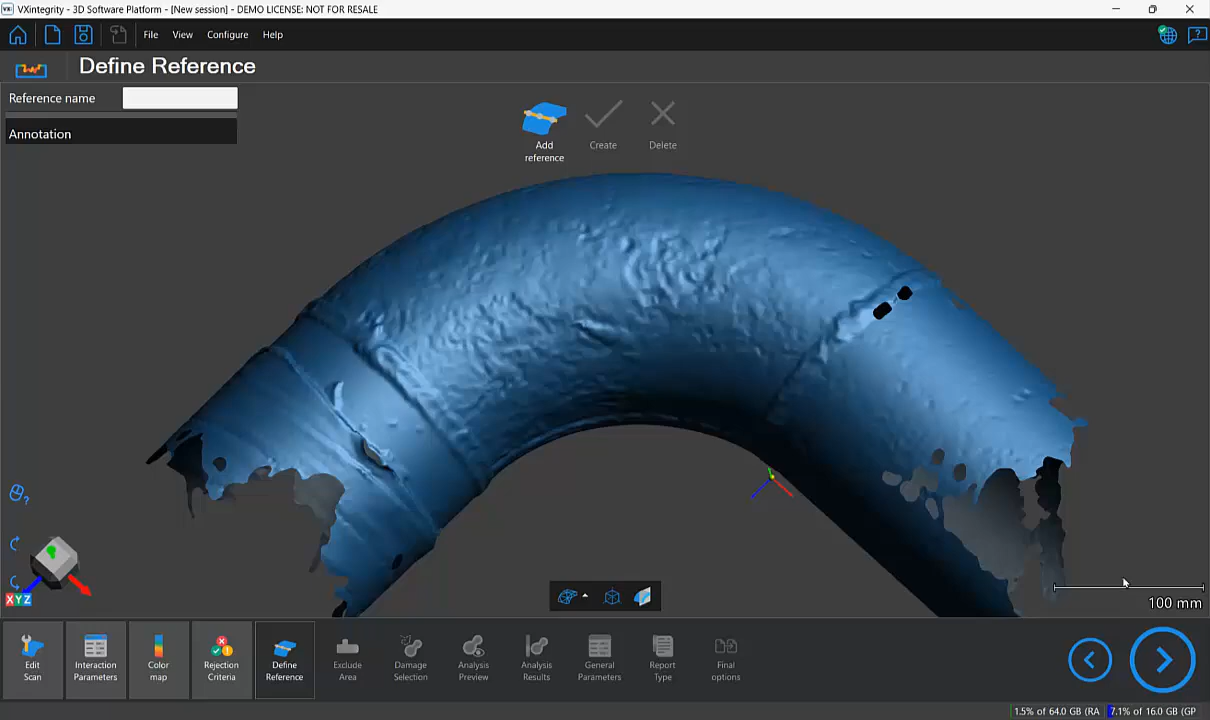 VXintegrity - 3D Software Platform - [New session] - DEMO LICENSE: NOT FOR RESALE
File View Configure Help
Define Reference
Reference name
Annotation
Add
reference
Create
Delete
XYZ
100 mm
Edit
Scan
Interaction
Parameters
Color
map
Rejection
Criteria
Define
Reference
Exclude
Area
Damage
Selection
Analysis
Preview
Analysis
Results
General
Parameters
Report
Type
Final
options
1.5% of 64.0 GB (RA 7.1% of 16.0 GB (GP